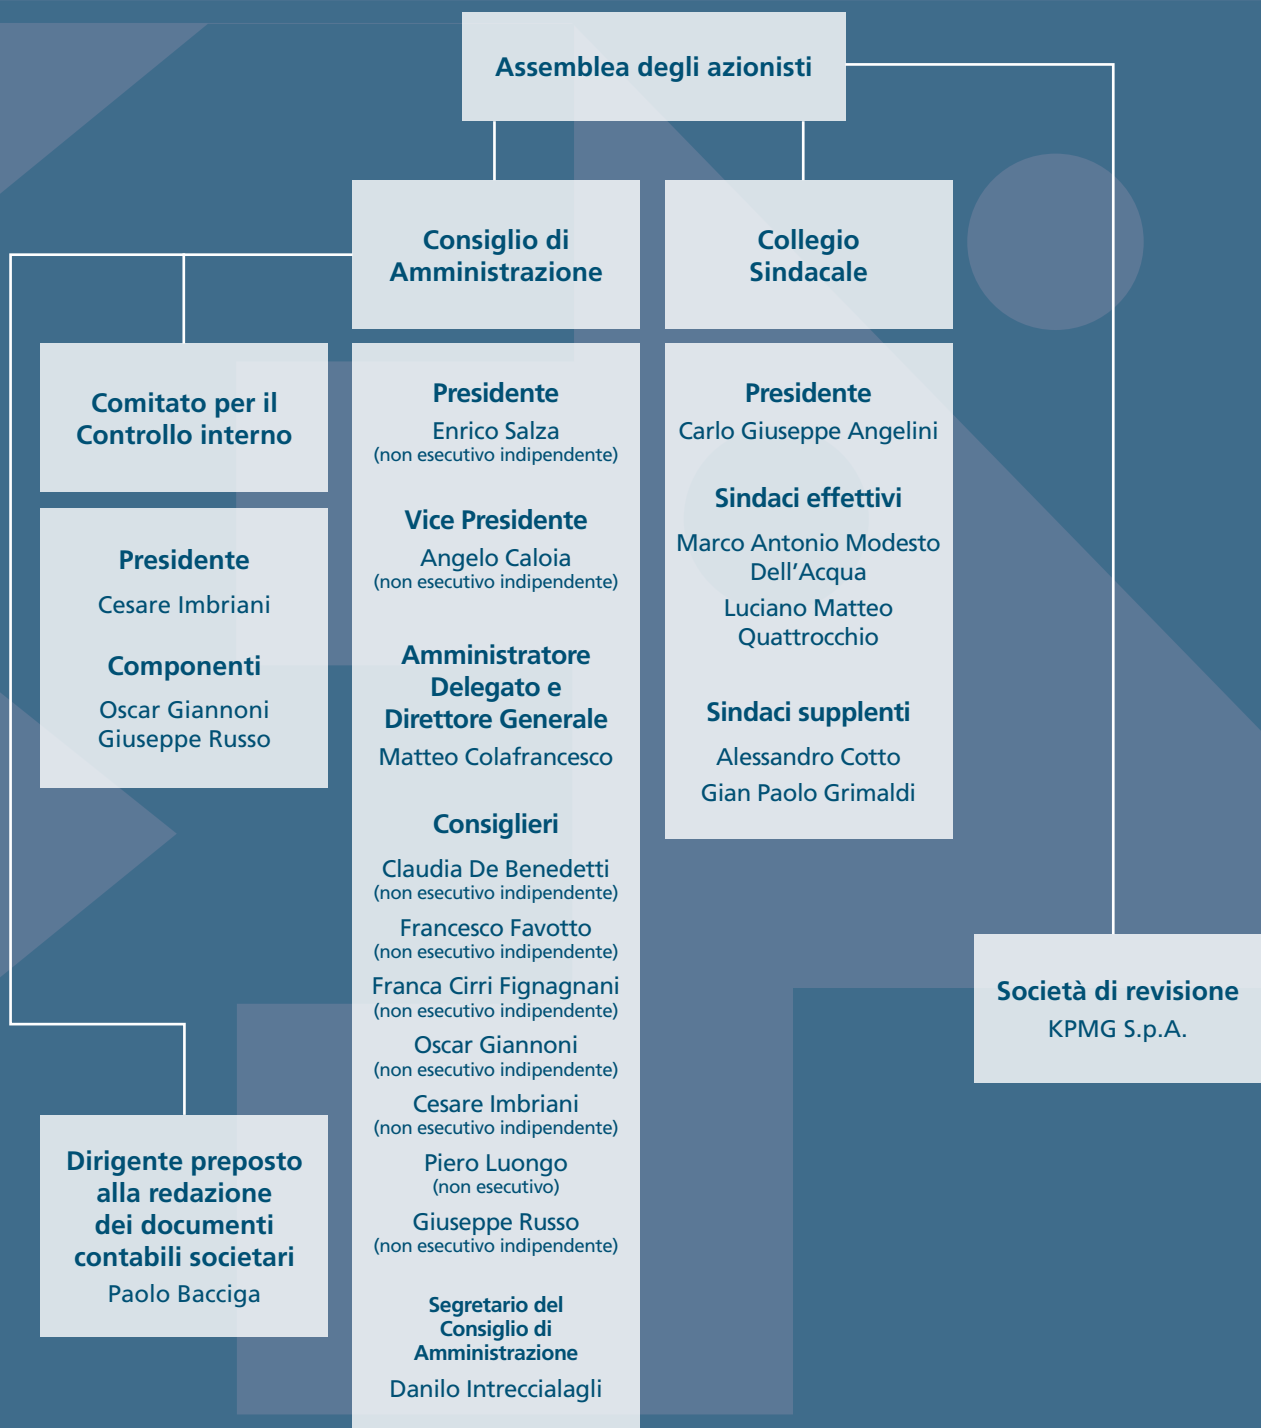 Assemblea degli azionisti
Consiglio di
Amministrazione
Collegio
Sindacale
Comitato per il
Controllo interno
Presidente
Cesare Imbriani
Componenti
Oscar Giannoni
Giuseppe Russo
Presidente
Enrico Salza
(non esecutivo indipendente)
Vice Presidente
Angelo Caloia
(non esecutivo indipendente)
Amministratore
Delegato e
Direttore Generale
Matteo Colafrancesco
Consiglieri
Claudia De Benedetti
(non esecutivo indipendente)
Francesco Favotto
(non esecutivo indipendente)
Franca Cirri Fignagnani
(non esecutivo indipendente)
Oscar Giannoni
(non esecutivo indipendente)
Cesare Imbriani
(non esecutivo indipendente)
Piero Luongo
(non esecutivo)
Giuseppe Russo
(non esecutivo indipendente)
Segretario del
Consiglio di
Amministrazione
Danilo Intreccialagli
Presidente
Carlo Giuseppe Angelini
Sindaci effettivi
Marco Antonio Modesto
Dell'Acqua
Luciano Matteo
Quattrocchio
Sindaci supplenti
Alessandro Cotto
Gian Paolo Grimaldi
Società di revisione
KPMG S.p.A.
Dirigente preposto
alla redazione
dei documenti
contabili societari
Paolo Bacciga